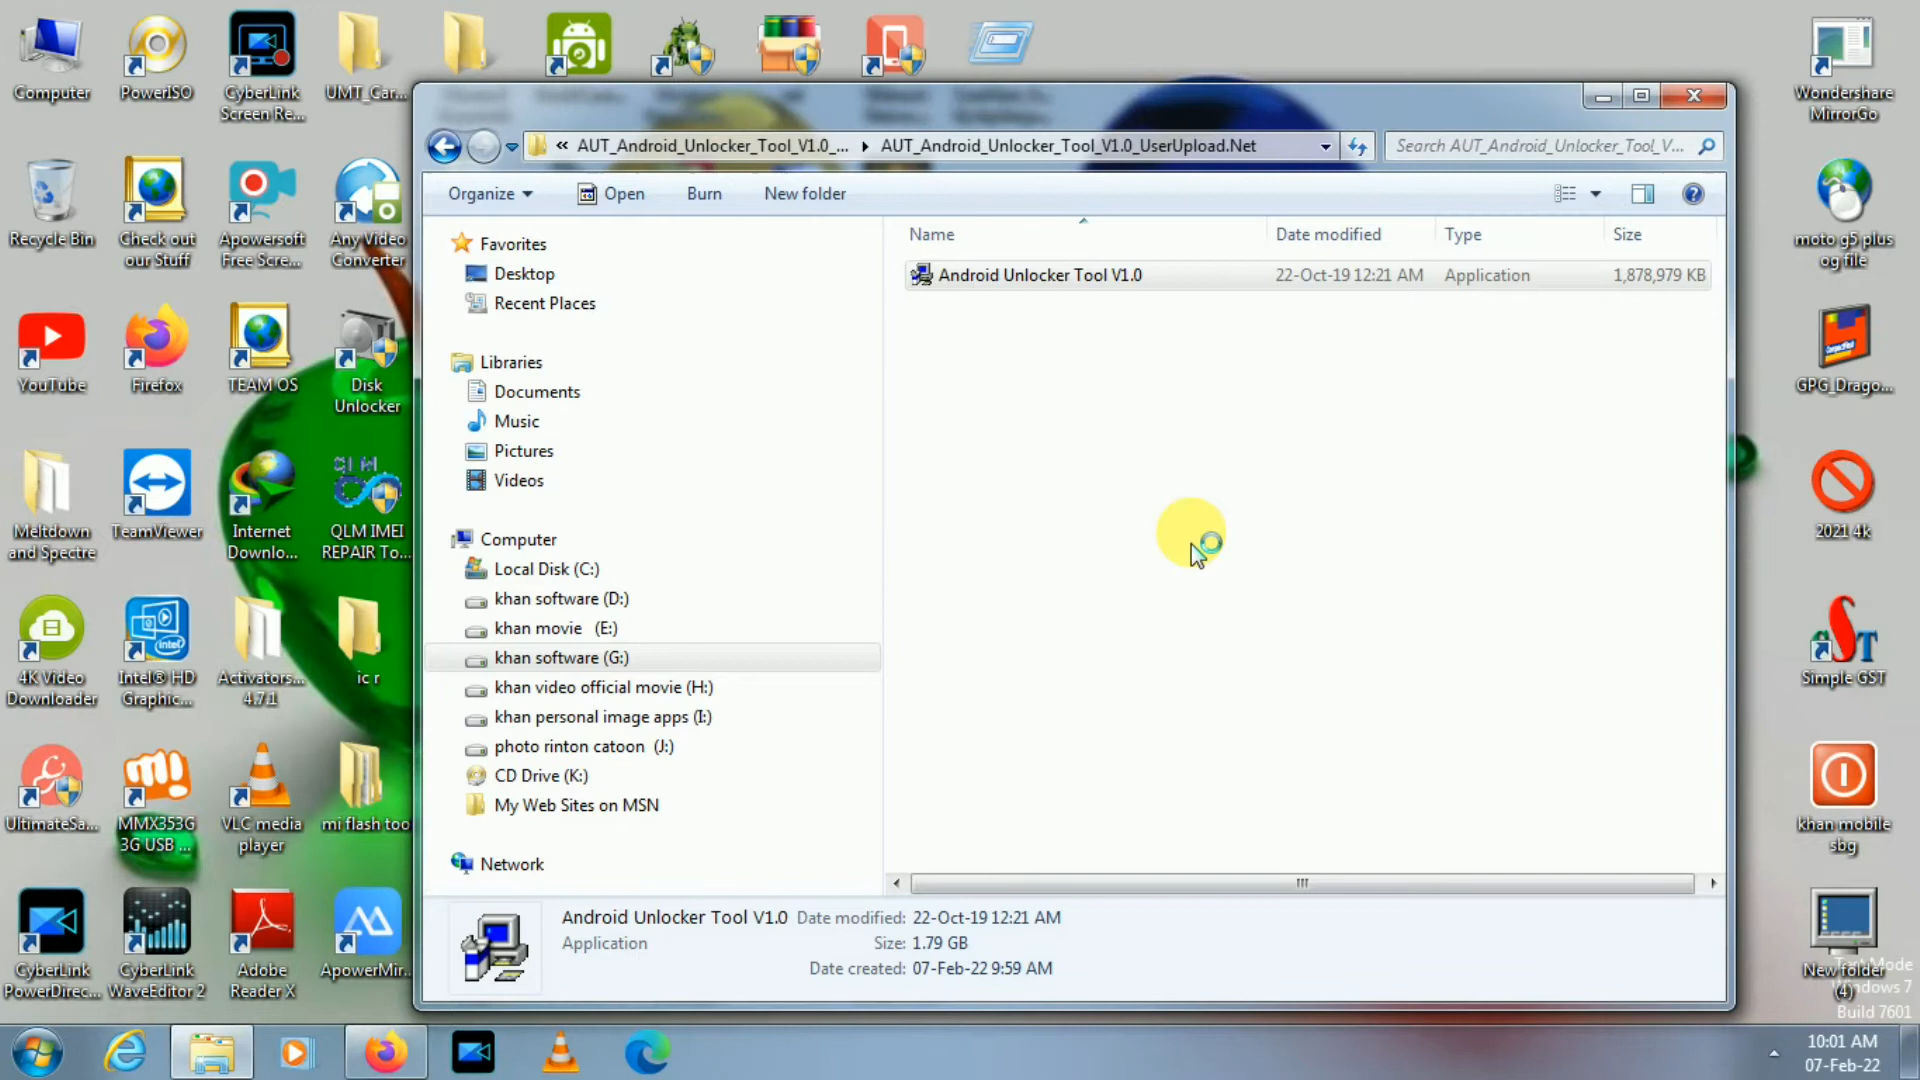 Computer
PowerISO
CyberLink
Screen Re...
UMT_Car...
Wondershare
MirrorGo
« AUT_Android_Unlocker_Tool_V1.0_... AUT_Android_Unlocker_Tool_V1.0_UserUpload.Net
Search AUT_Android_Unlocker_Tool_V...
Organize
Open
Burn
New folder
Name
Date modified
Type
Size
Android Unlocker Tool V1.0
22-Oct-19 12:21 AM
Application
1,878,979 KB
Favorites
Desktop
Recent Places
Libraries
Documents
Music
Pictures
Videos
Computer
Local Disk (C:)
khan software (D:)
khan movie (E:)
khan software (G:)
khan video official movie (H:)
khan personal image apps (I:)
photo rinton catoon (J:)
CD Drive (K:)
My Web Sites on MSN
Network
Android Unlocker Tool V1.0 Date modified: 22-Oct-19 12:21 AM
Application Size: 1.79 GB
Date created: 07-Feb-22 9:59 AM
Recycle Bin
Check out
our Stuff
Apowersoft
Free Scre...
Any Video
Converter
YouTube
Firefox
TEAM OS
Disk
Unlocker
Meltdown
and Spectre
TeamViewer
Internet
Downlo...
QLM
QLM IMEI
REPAIR To...
4K Video
Downloader
intel
Intel® HD
Graphic...
Activators...
4.7.1
ic r
UltimateSa...
MMX353G
3G USB ...
VLC media
player
mi flash too
CyberLink
PowerDirec...
CyberLink
WaveEditor 2
Adobe
Reader X
ApowerMir...
moto g5 plus
og file
GPG_Drago...
2021 4k
Simple GST
khan mobile
sbg
New folder
(4)
Test Mode
Windows 7
Build 7601
10:01 AM
07-Feb-22